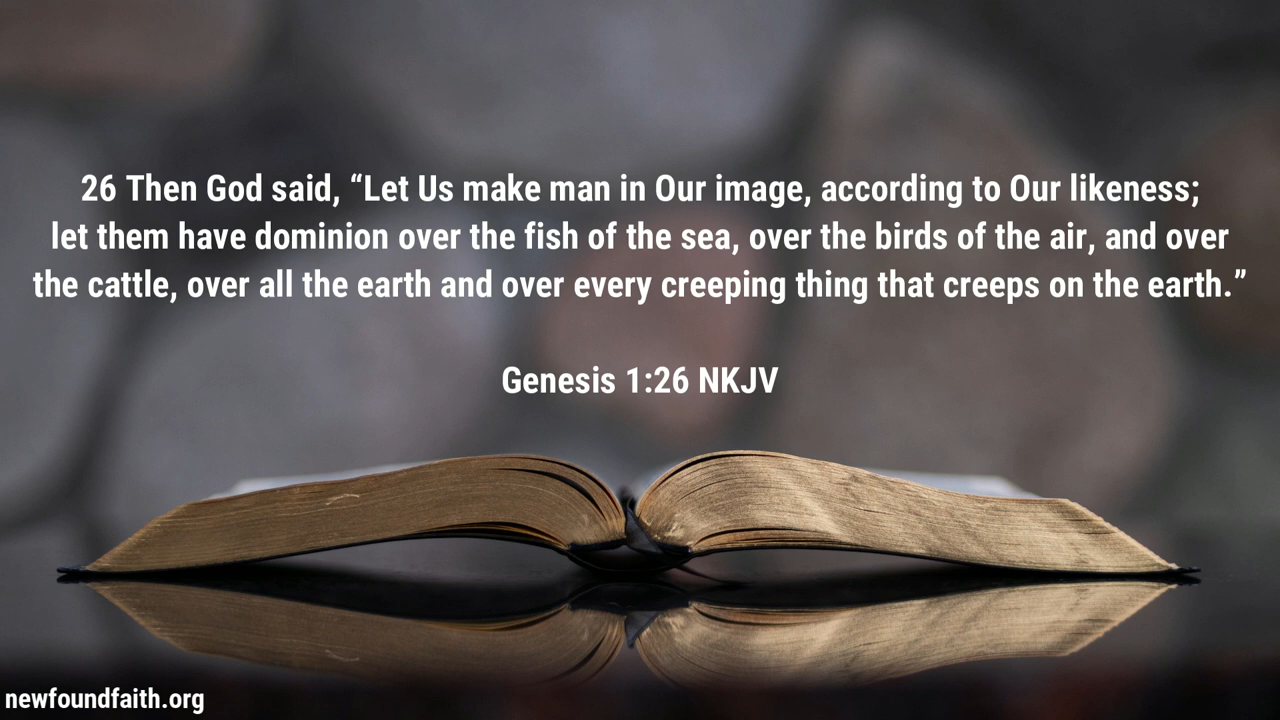 26 Then God said, “Let Us make man in Our image, according to Our likeness;
let them have dominion over the fish of the sea, over the birds of the air, and over
the cattle, over all the earth and over every creeping thing that creeps on the earth.”
Genesis 1:26 NKJV
newfoundfaith.org